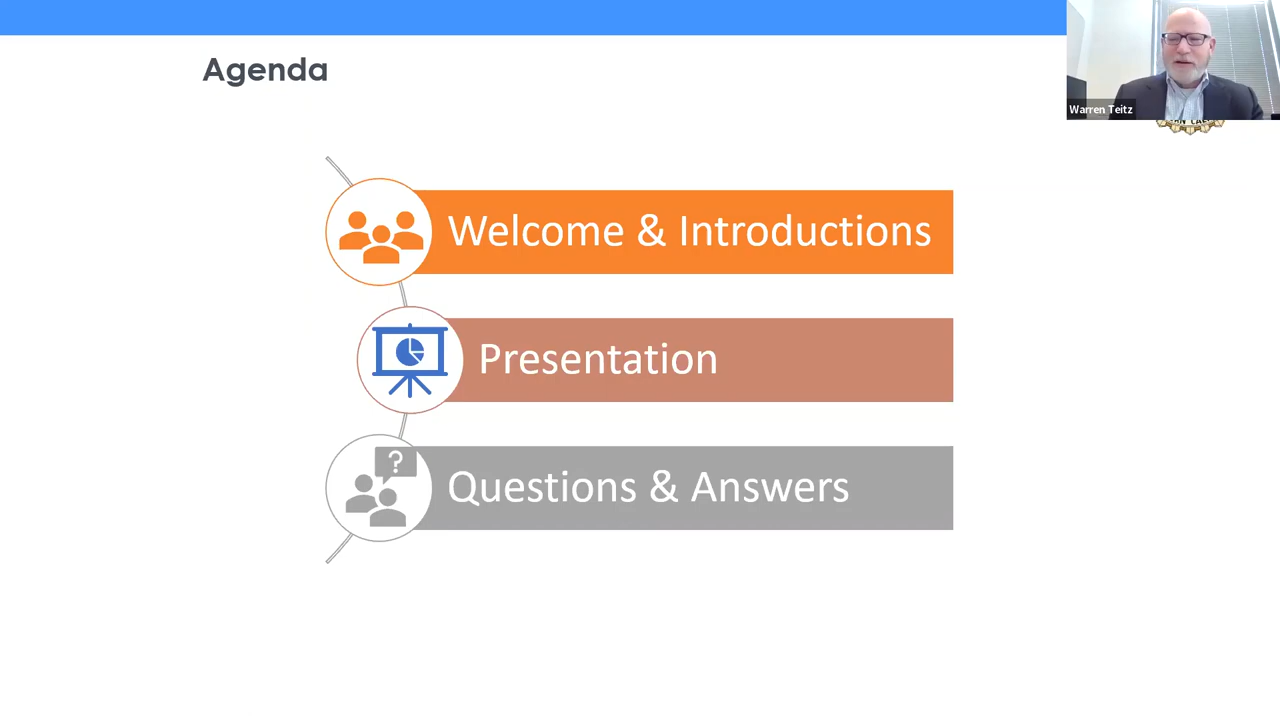 Agenda
Warren Teitz
Welcome & Introductions
Presentation
?
Questions & Answers